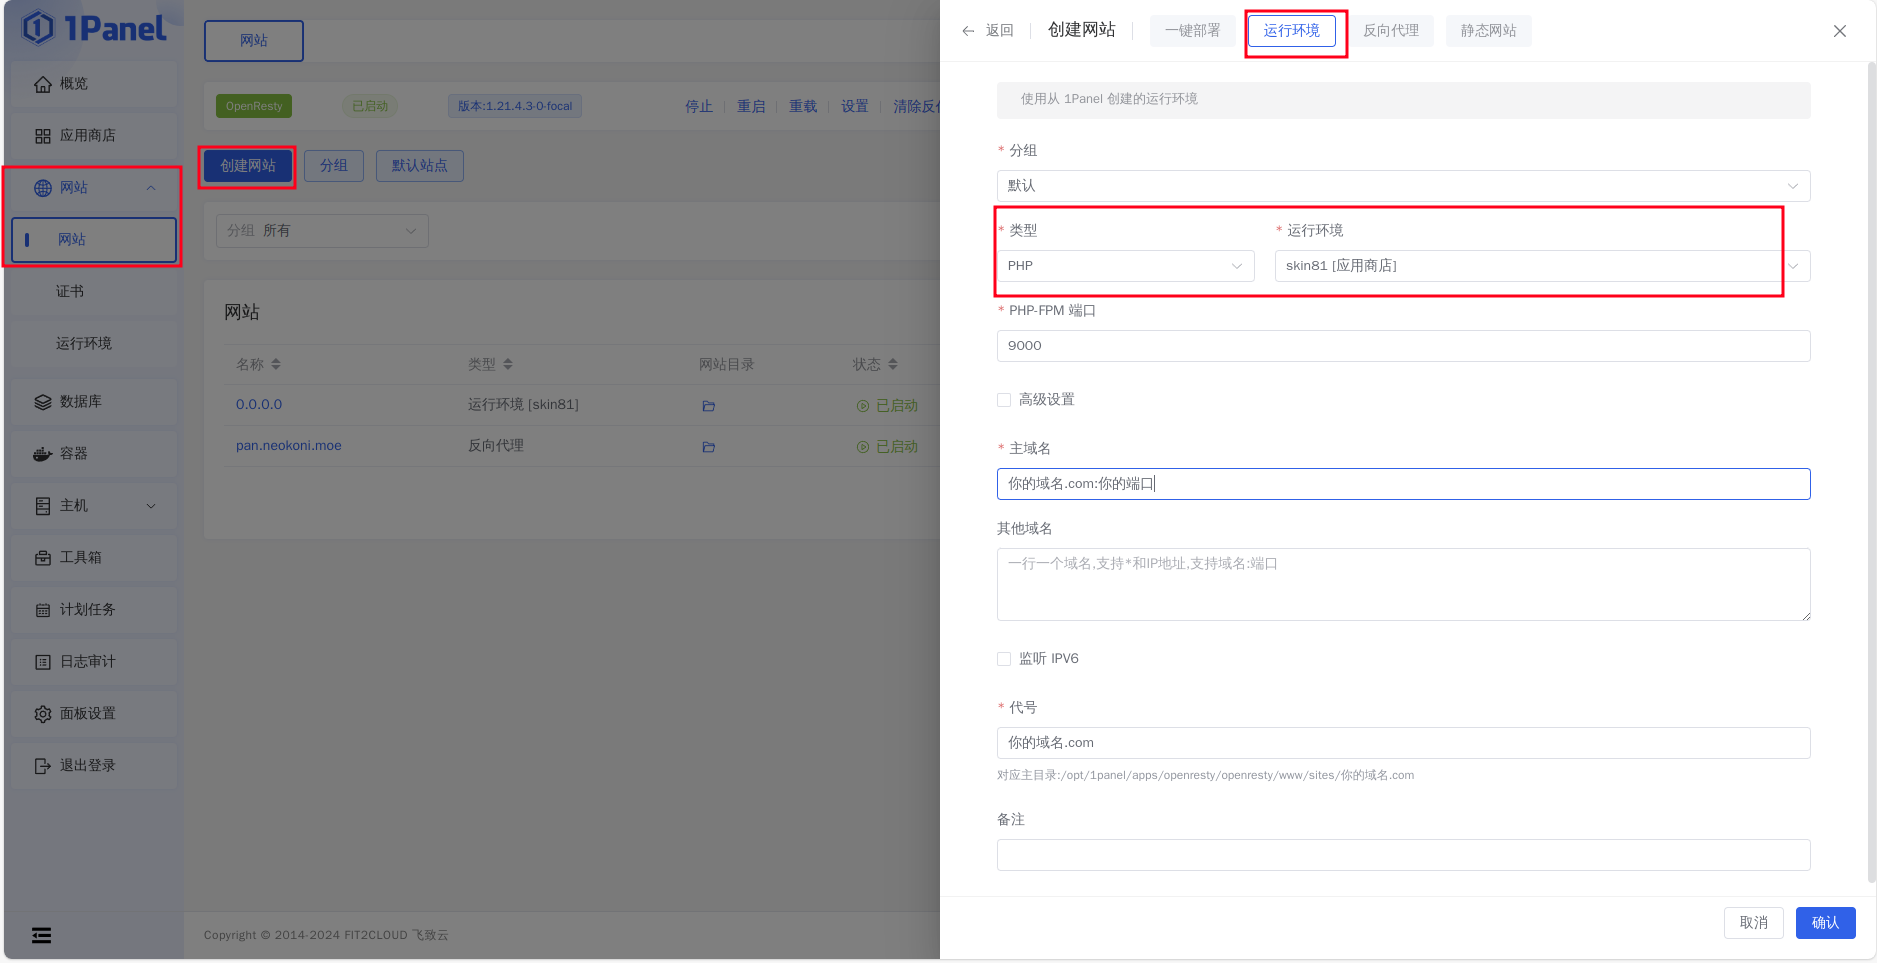 1Panel
概览
应用商店
网站
网站
证书
运行环境
数据库
容器
主机
工具箱
计划任务
日志审计
面板设置
退出登录
网站
OpenResty 已启动 版本:1.21.4.3-0-focal 停止 重启 重载 设置 清除反
创建网站 分组 默认站点
分组 所有
网站
名称 类型 网站目录 状态
0.0.0.0 运行环境 [skin81] 已启动
pan.neokoni.moe 反向代理 已启动
Copyright © 2014-2024 FIT2CLOUD 飞致云
返回 创建网站 一键部署 运行环境 反向代理 静态网站
使用从 1Panel 创建的运行环境
* 分组
默认
* 类型 * 运行环境
PHP skin81 [应用商店]
* PHP-FPM 端口
9000
高级设置
* 主域名
你的域名.com:你的端口
其他域名
一行一个域名,支持*和IP地址,支持域名:端口
监听 IPV6
* 代号
你的域名.com
对应主目录:/opt/1panel/apps/openresty/openresty/www/sites/你的域名.com
备注
取消 确认